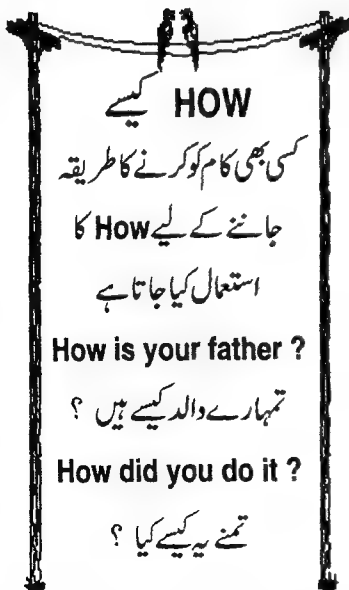 HOW کیسے
کسی بھی کام کو کرنے کا طریقہ
جاننے کے لیے How کا
استعمال کیا جاتا ہے
How is your father ?
تمہارے والد کیسے ہیں ؟
How did you do it ?
تمنے یہ کیسے کیا ؟